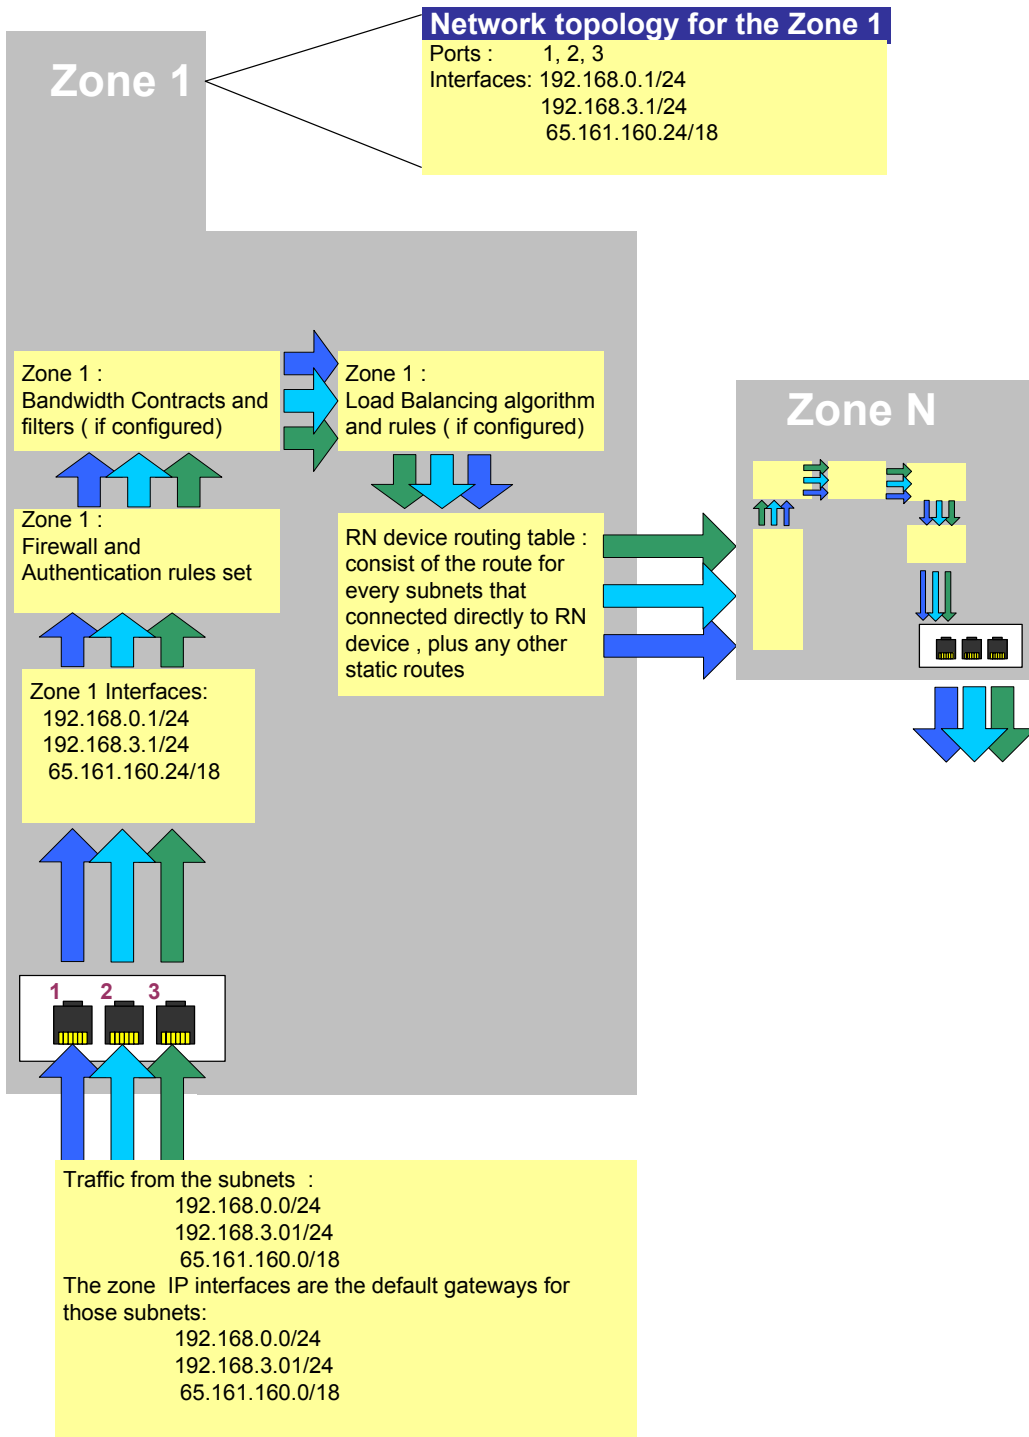 Network topology for the Zone 1
Ports : 1, 2, 3
Interfaces: 192.168.0.1/24
192.168.3.1/24
65.161.160.24/18
Zone 1
Zone 1 :
Bandwidth Contracts and
filters ( if configured)
Zone 1 :
Load Balancing algorithm
and rules ( if configured)
Zone N
Zone 1 :
Firewall and
Authentication rules set
RN device routing table :
consist of the route for
every subnets that
connected directly to RN
device , plus any other
static routes
Zone 1 Interfaces:
192.168.0.1/24
192.168.3.1/24
65.161.160.24/18
1 2 3
Traffic from the subnets :
192.168.0.0/24
192.168.3.01/24
65.161.160.0/18
The zone IP interfaces are the default gateways for
those subnets:
192.168.0.0/24
192.168.3.01/24
65.161.160.0/18